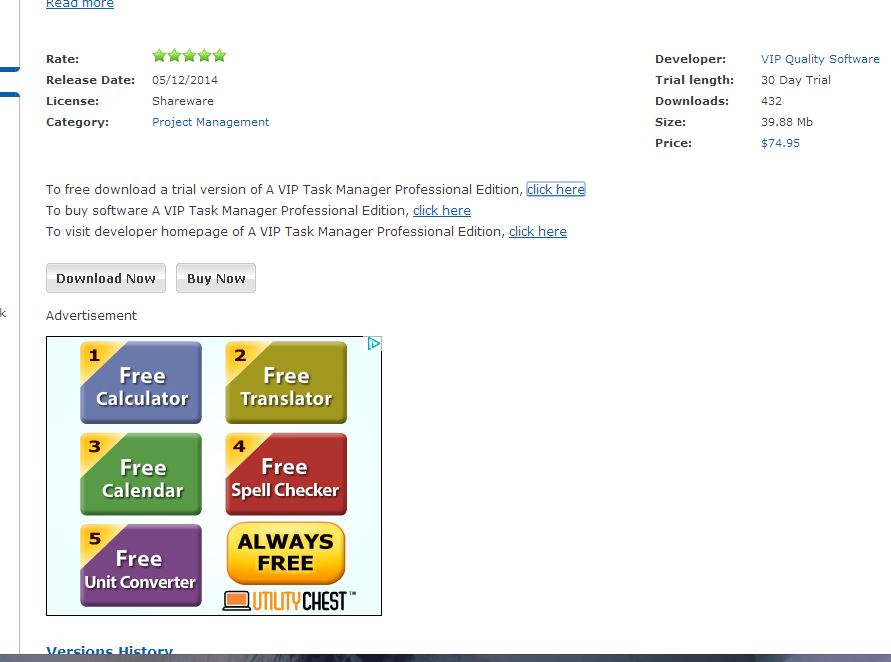 Read more
Rate:
Release Date: 05/12/2014
License: Shareware
Category: Project Management
Developer: VIP Quality Software
Trial length: 30 Day Trial
Downloads: 432
Size: 39.88 Mb
Price: $74.95
To free download a trial version of A VIP Task Manager Professional Edition, click here
To buy software A VIP Task Manager Professional Edition, click here
To visit developer homepage of A VIP Task Manager Professional Edition, click here
Download Now Buy Now
k
Advertisement
1 Free Calculator
2 Free Translator
3 Free Calendar
4 Free Spell Checker
5 Free Unit Converter
ALWAYS FREE
UTILITYCHEST™
Versions History